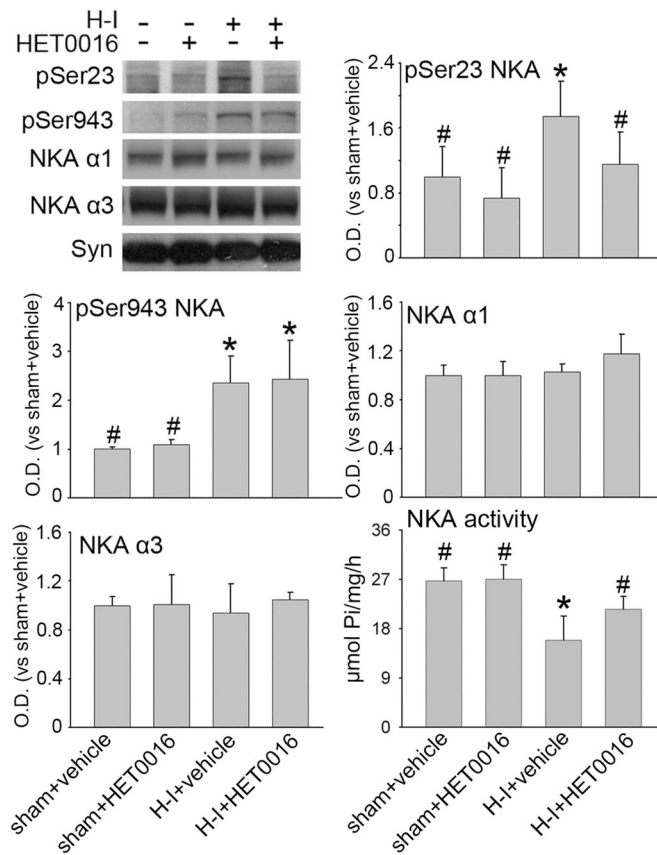 H-I - - + +
HET0016 - + - +
pSer23
pSer943
NKA α1
NKA α3
Syn
pSer23 NKA
O.D. (vs sham+vehicle)
2.4
1.6
0.8
0
# # * #
pSer943 NKA
O.D. (vs sham+vehicle)
4
3
2
1
0
# # * *
NKA α1
O.D. (vs sham+vehicle)
1.6
1.2
0.8
0.4
0
NKA α3
O.D. (vs sham+vehicle)
1.6
1.2
0.8
0.4
0
sham+vehicle
sham+HET0016
H-I+vehicle
H-I+HET0016
NKA activity
µmol Pi/mg/h
36
27
18
9
0
# # * #
sham+vehicle
sham+HET0016
H-I+vehicle
H-I+HET0016